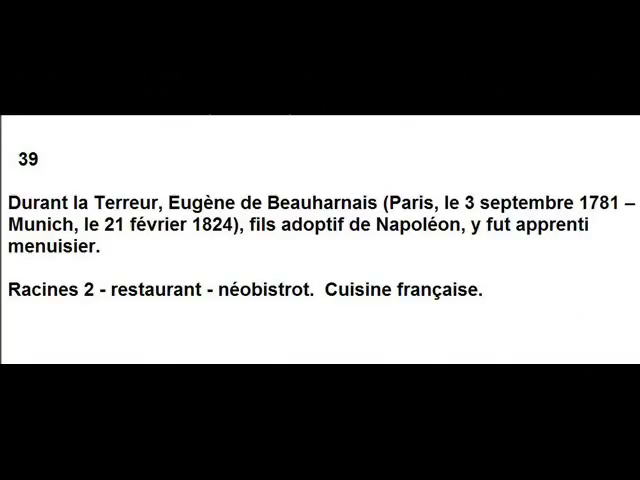 39
Durant la Terreur, Eugène de Beauharnais (Paris, le 3 septembre 1781 –
Munich, le 21 février 1824), fils adoptif de Napoléon, y fut apprenti
menuisier.
Racines 2 - restaurant - néobistrot.  Cuisine française.